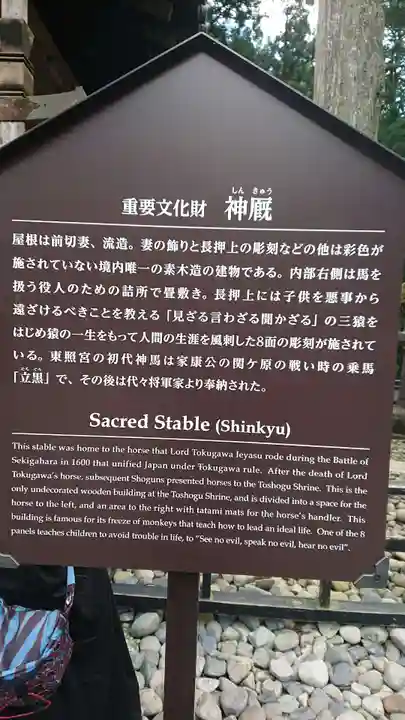 しん きゅう
重要文化財 神厩
屋根は前切妻、流造。妻の飾りと長押上の彫刻などの他は彩色が
施されていない境内唯一の素木造の建物である。内部右側は馬を
扱う役人のための詰所で畳敷き。長押上には子供を悪事から
遠ざけるべきことを教える「見ざる言わざる聞かざる」の三猿を
はじめ猿の一生をもって人間の生涯を風刺した8面の彫刻が施されて
いる。東照宮の初代神馬は家康公の関ケ原の戦い時の乗馬
「立黒」で、その後は代々将軍家より奉納された。
Sacred Stable (Shinkyu)
This stable was home to the horse that Lord Tokugawa Ieyasu rode during the Battle of
Sekigahara in 1600 that unified Japan under Tokugawa rule. After the death of Lord
Tokugawa's horse, subsequent Shoguns presented horses to the Toshogu Shrine. This is the
only undecorated wooden building at the Toshogu Shrine, and is divided into a space for the
horse to the left, and an area to the right with tatami mats for the horse's handler. This
building is famous for its freeze of monkeys that teach how to lead an ideal life. One of the 8
panels teaches children to avoid trouble in life, to "See no evil, speak no evil, hear no evil".